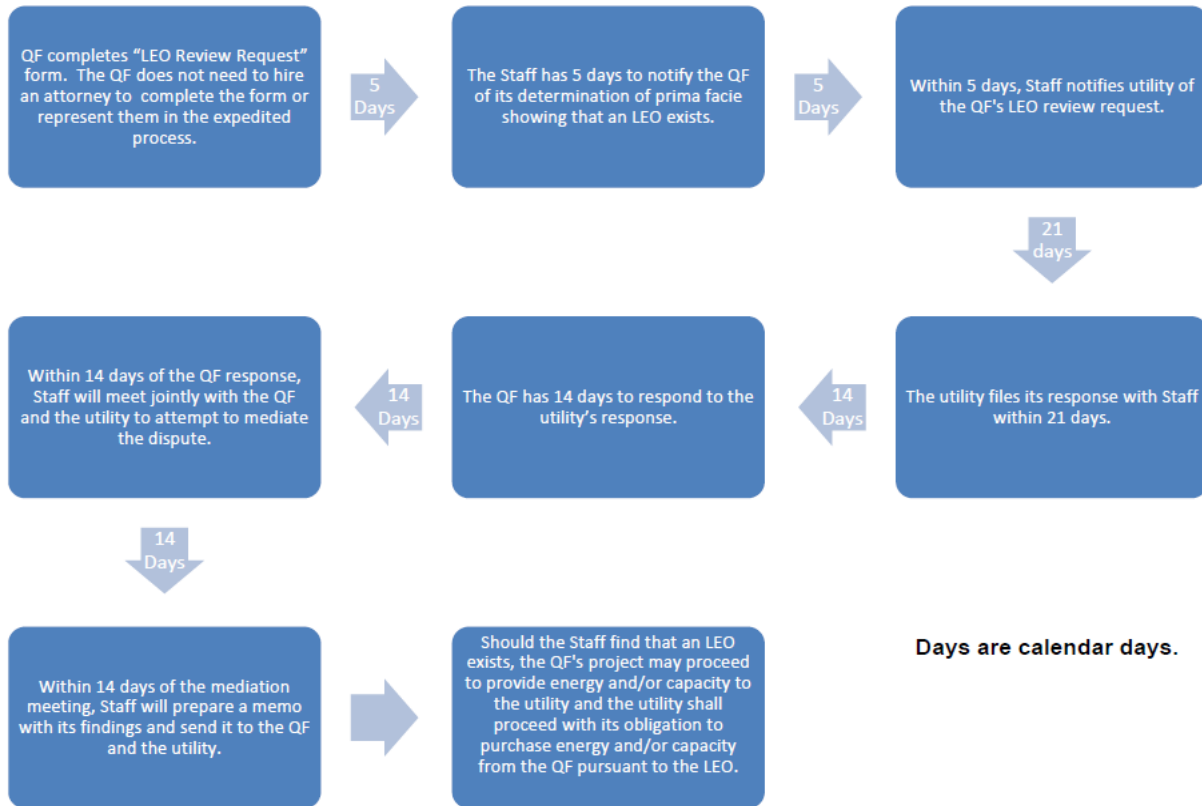 QF completes “LEO Review Request”
form.  The QF does not need to hire
an attorney to  complete the form or
represent them in the expedited
process.
5
Days
The Staff has 5 days to notify the QF
of its determination of prima facie
showing that an LEO exists.
5
Days
Within 5 days, Staff notifies utility of
the QF's LEO review request.
21
days
The utility files its response with Staff
within 21 days.
14
Days
The QF has 14 days to respond to the
utility’s response.
14
Days
Within 14 days of the QF response,
Staff will meet jointly with the QF
and the utility to attempt to mediate
the dispute.
14
Days
Within 14 days of the mediation
meeting, Staff will prepare a memo
with its findings and send it to the QF
and the utility.
Should the Staff find that an LEO
exists, the QF's project may proceed
to provide energy and/or capacity to
the utility and the utility shall
proceed with its obligation to
purchase energy and/or capacity
from the QF pursuant to the LEO.
Days are calendar days.